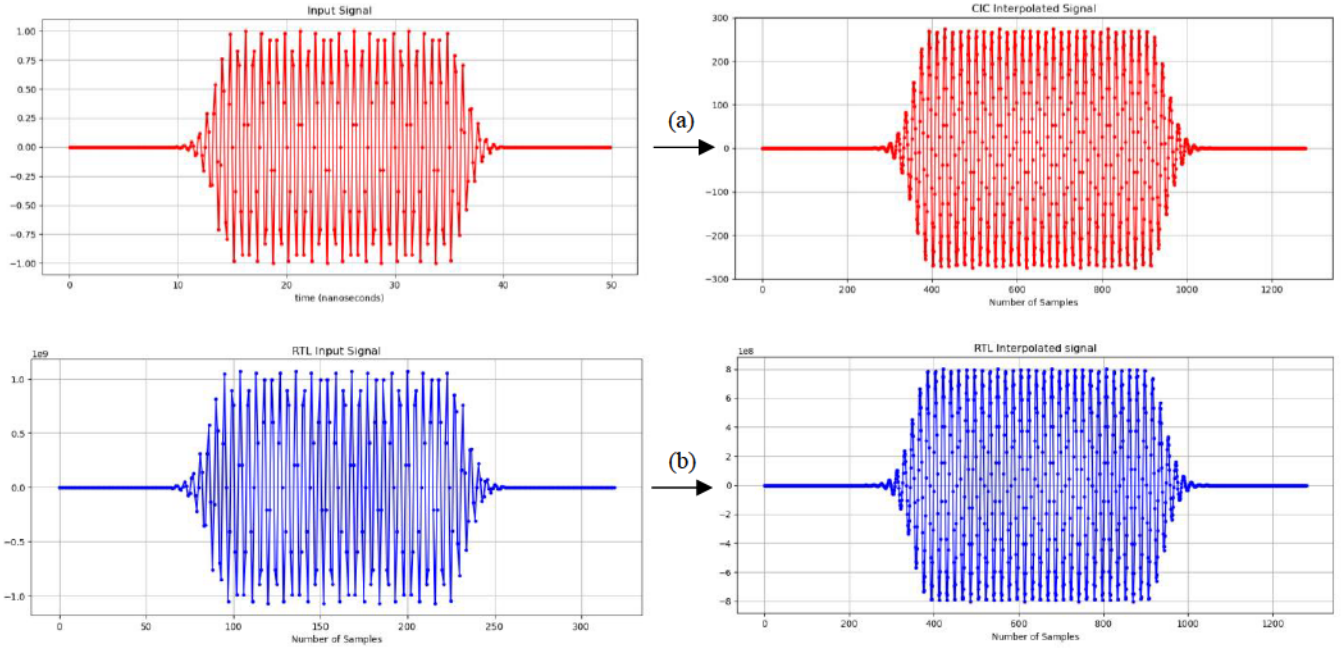 Input Signal
1.00
0.75
0.50
0.25
0.00
−0.25
−0.50
−0.75
−1.00
0 10 20 30 40 50
time (nanoseconds)
(a)
CIC Interpolated Signal
300
200
100
0
−100
−200
−300
0 200 400 600 800 1000 1200
Number of Samples
RTL Input Signal
1e9
1.0
0.5
0.0
−0.5
−1.0
0 50 100 150 200 250 300
Number of Samples
(b)
RTL Interpolated signal
1e8
8
6
4
2
0
−2
−4
−6
−8
0 200 400 600 800 1000 1200
Number of Samples